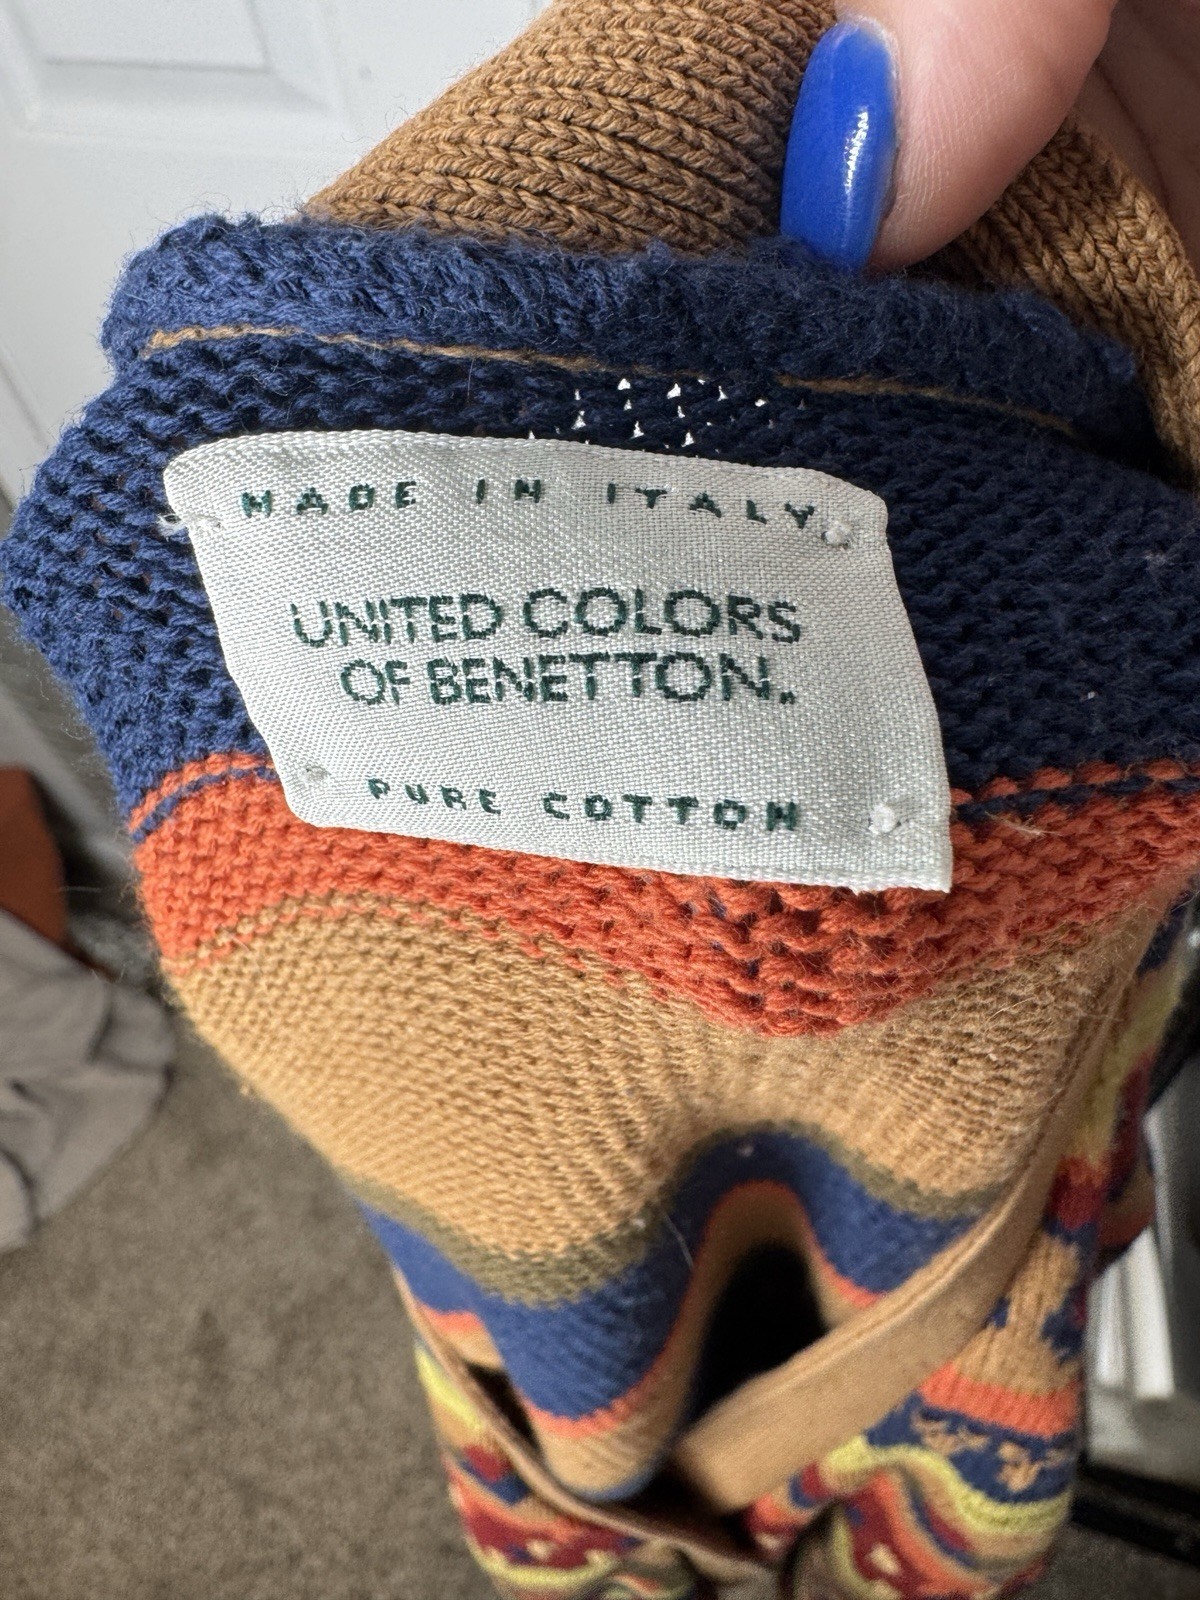 MADE IN ITALY
UNITED COLORS
OF BENETTON.
PURE COTTON